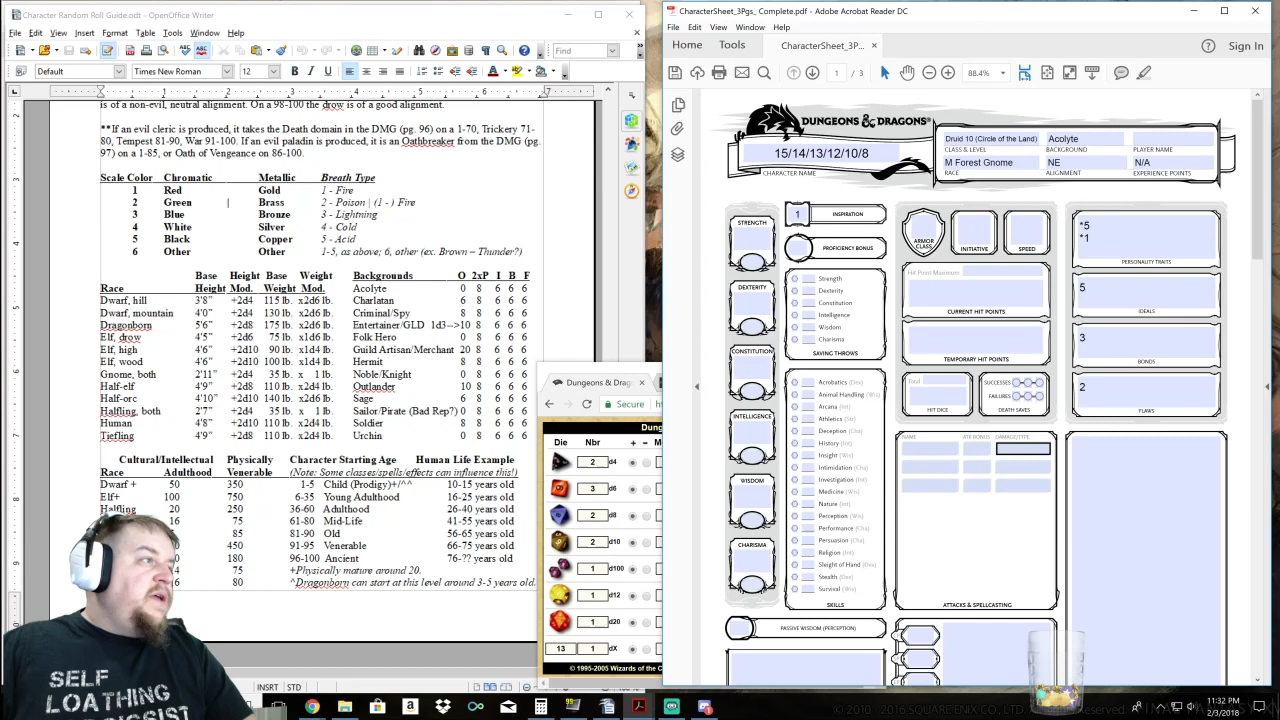 Character Random Roll Guide.odt - OpenOffice Writer
File Edit View Insert Format Table Tools Window Help
Find
Default Times New Roman 12
is of a non-evil, neutral alignment. On a 98-100 the drow is of a good alignment.
**If an evil cleric is produced, it takes the Death domain in the DMG (pg. 96) on a 1-70, Trickery 71-
80, Tempest 81-90, War 91-100. If an evil paladin is produced, it is an Oathbreaker from the DMG (pg.
97) on a 1-85, or Oath of Vengeance on 86-100.
Scale Color Chromatic Metallic Breath Type
1 Red Gold 1 - Fire
2 Green | Brass 2 - Poison | (1 - ) Fire
3 Blue Bronze 3 - Lightning
4 White Silver 4 - Cold
5 Black Copper 5 - Acid
6 Other Other 1-5, as above; 6, other (ex. Brown – Thunder?)
Base Height Base Weight Backgrounds O 2xP I B F
Race Height Mod. Weight Mod. Acolyte 0 8 6 6 6
Dwarf, hill 3'8” +2d4 115 lb. x2d6 lb. Charlatan 6 8 6 6 6
Dwarf, mountain 4'0” +2d4 130 lb. x2d6 lb. Criminal/Spy 0 8 6 6 6
Dragonborn 5'6” +2d8 175 lb. x2d6 lb. Entertainer/GLD 1d3-->10 8 6 6 6
Elf, drow 4'5” +2d6 75 lb. x1d6 lb. Folk Hero 0 8 6 6 6
Elf, high 4'6” +2d10 90 lb. x1d4 lb. Guild Artisan/Merchant 20 8 6 6 6
Elf, wood 4'6” +2d10 100 lb. x1d4 lb. Hermit 8 8 6 6 6
Gnome, both 2'11” +2d4 35 lb. x 1 lb. Noble/Knight 0 8 6 6 6
Half-elf 4'9” +2d8 110 lb. x2d4 lb. Outlander 10 8 6 6 6
Half-orc 4'10” +2d10 140 lb. x2d6 lb. Sage 8 8 6 6 6
Halfling, both 2'7” +2d4 35 lb. x 1 lb. Sailor/Pirate (Bad Rep?) 0 8 6 6 6
Human 4'8” +2d10 110 lb. x2d4 lb. Soldier 8 8 6 6 6
Tiefling 4'9” +2d8 110 lb. x2d4 lb. Urchin 0 8 6 6 6
Cultural/Intellectual Physically Character Starting Age Human Life Example
Race Adulthood Venerable (Note: Some classes/spells/effects can influence this!)
Dwarf + 50 350 1-5 Child (Prodigy)+/^^ 10-15 years old
Elf+ 100 750 6-35 Young Adulthood 16-25 years old
Halfling 20 250 36-60 Adulthood 26-40 years old
16 75 61-80 Mid-Life 41-55 years old
85 81-90 Old 56-65 years old
450 91-95 Venerable 66-75 years old
180 96-100 Ancient 76-?? years old
75 +Physically mature around 20.
80 ^Dragonborn can start at this level around 3-5 years old.
INSRT STD
SELF
LOATHING
Dungeons & Drag
Secure
Dung
Die Nbr + − M
2 d4
3 d6
2 d8
2 d10
1 d100
1 d12
1 d20
13 1 dX
© 1995-2005 Wizards of the C
CharacterSheet_3Pgs_ Complete.pdf - Adobe Acrobat Reader DC
File Edit View Window Help
Home Tools CharacterSheet_3P... Sign In
1 / 3 88.4%
DUNGEONS & DRAGONS®
15/14/13/12/10/8
CHARACTER NAME
Druid 10 (Circle of the Land) Acolyte
CLASS & LEVEL BACKGROUND PLAYER NAME
M Forest Gnome NE N/A
RACE ALIGNMENT EXPERIENCE POINTS
STRENGTH
DEXTERITY
CONSTITUTION
INTELLIGENCE
WISDOM
CHARISMA
1 INSPIRATION
PROFICIENCY BONUS
Strength
Dexterity
Constitution
Intelligence
Wisdom
Charisma
SAVING THROWS
Acrobatics (Dex)
Animal Handling (Wis)
Arcana (Int)
Athletics (Str)
Deception (Cha)
History (Int)
Insight (Wis)
Intimidation (Cha)
Investigation (Int)
Medicine (Wis)
Nature (Int)
Perception (Wis)
Performance (Cha)
Persuasion (Cha)
Religion (Int)
Sleight of Hand (Dex)
Stealth (Dex)
Survival (Wis)
SKILLS
PASSIVE WISDOM (PERCEPTION)
ARMOR
CLASS
INITIATIVE
SPEED
Hit Point Maximum
CURRENT HIT POINTS
TEMPORARY HIT POINTS
Total
HIT DICE
SUCCESSES
FAILURES
DEATH SAVES
NAME ATK BONUS DAMAGE/TYPE
ATTACKS & SPELLCASTING
*5
*1
PERSONALITY TRAITS
5
IDEALS
3
BONDS
2
FLAWS
11:32 PM
2/3/2018